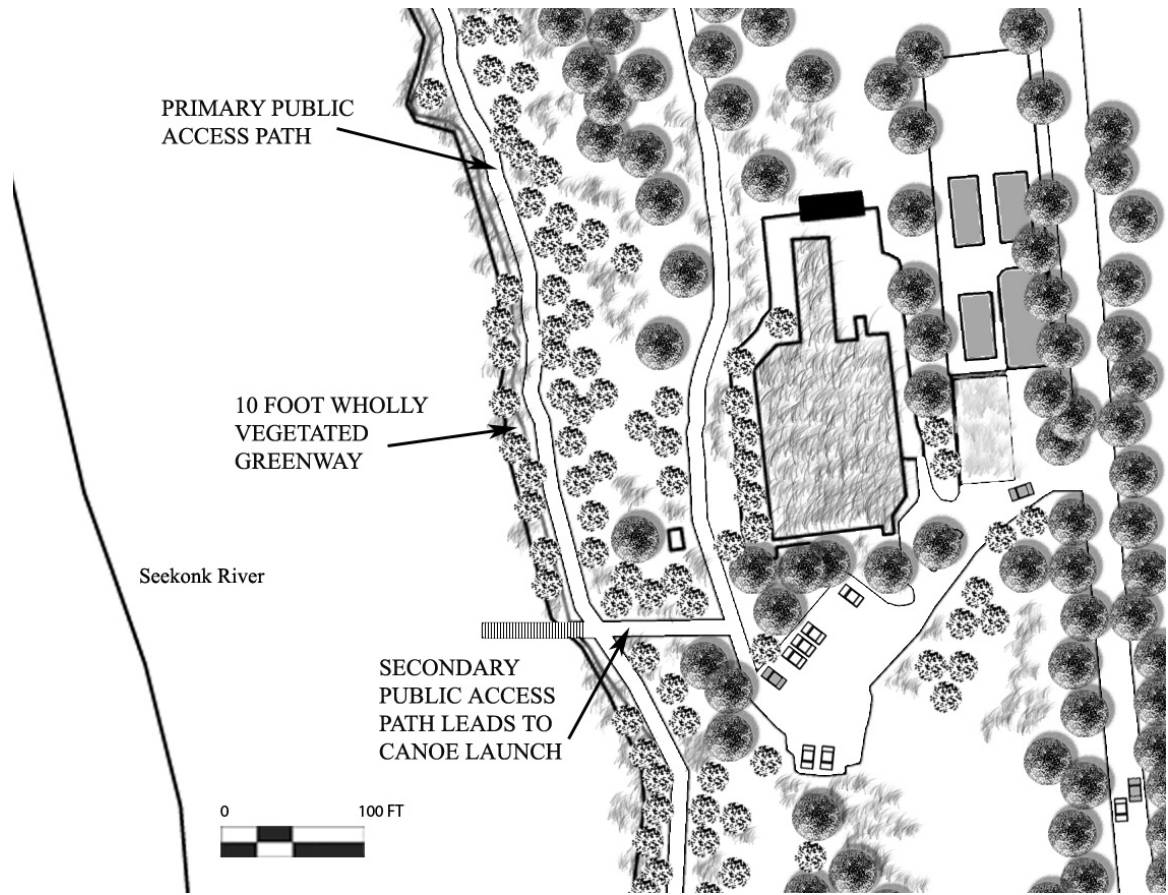 PRIMARY PUBLIC
ACCESS PATH
10 FOOT WHOLLY
VEGETATED
GREENWAY
Seekonk River
SECONDARY
PUBLIC ACCESS
PATH LEADS TO
CANOE LAUNCH
0 100 FT